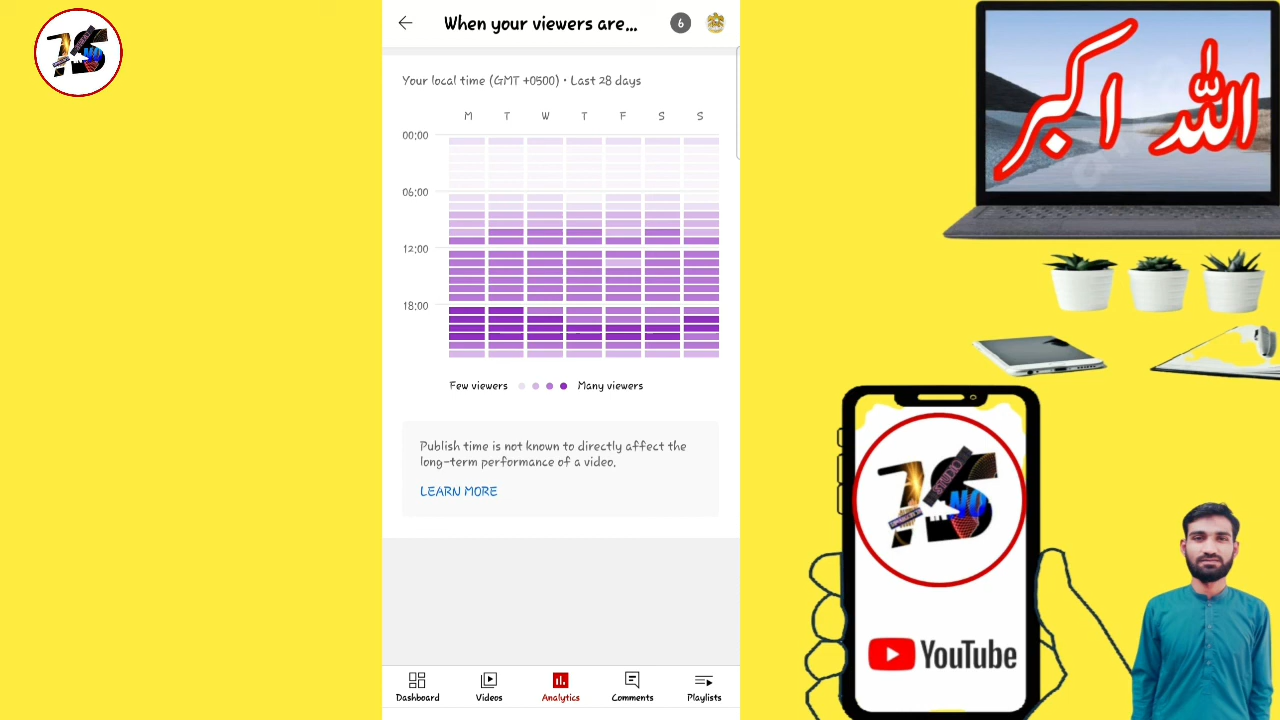 When your viewers are...
6
Your local time (GMT +0500) • Last 28 days
M T W T F S S
00:00
06:00
12:00
18:00
Few viewers
Many viewers
Publish time is not known to directly affect the
long-term performance of a video.
LEARN MORE
Dashboard
Videos
Analytics
Comments
Playlists
اللہ اکبر
STUDIO
NO
YouTube